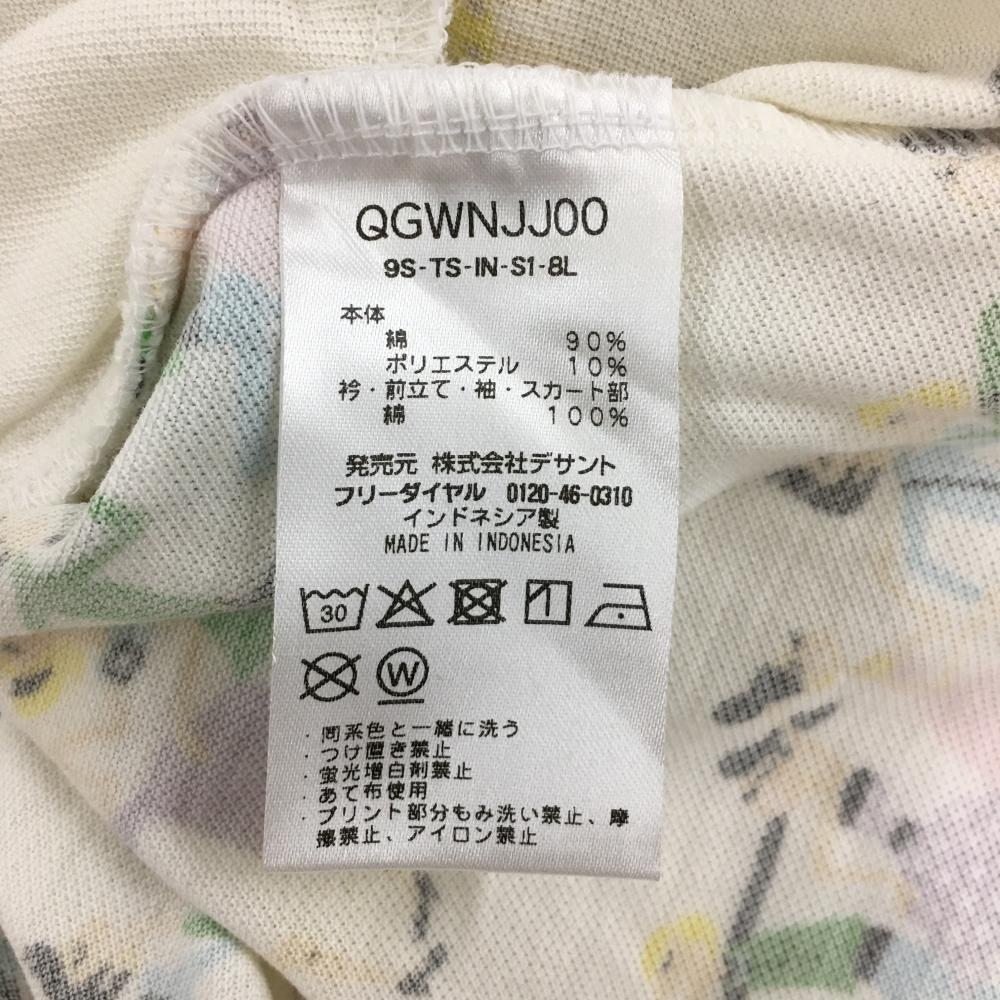 QGWNJJ00
9S-TS-IN-S1-8L
本体
綿 90%
ポリエステル 10%
衿・前立て・袖・スカート部
綿 100%
発売元 株式会社デサント
フリーダイヤル 0120-46-0310
インドネシア製
MADE IN INDONESIA
30
W
・同系色と一緒に洗う
・つけ置き禁止
・蛍光増白剤禁止
・あて布使用
・プリント部分もみ洗い禁止、摩
擦禁止、アイロン禁止